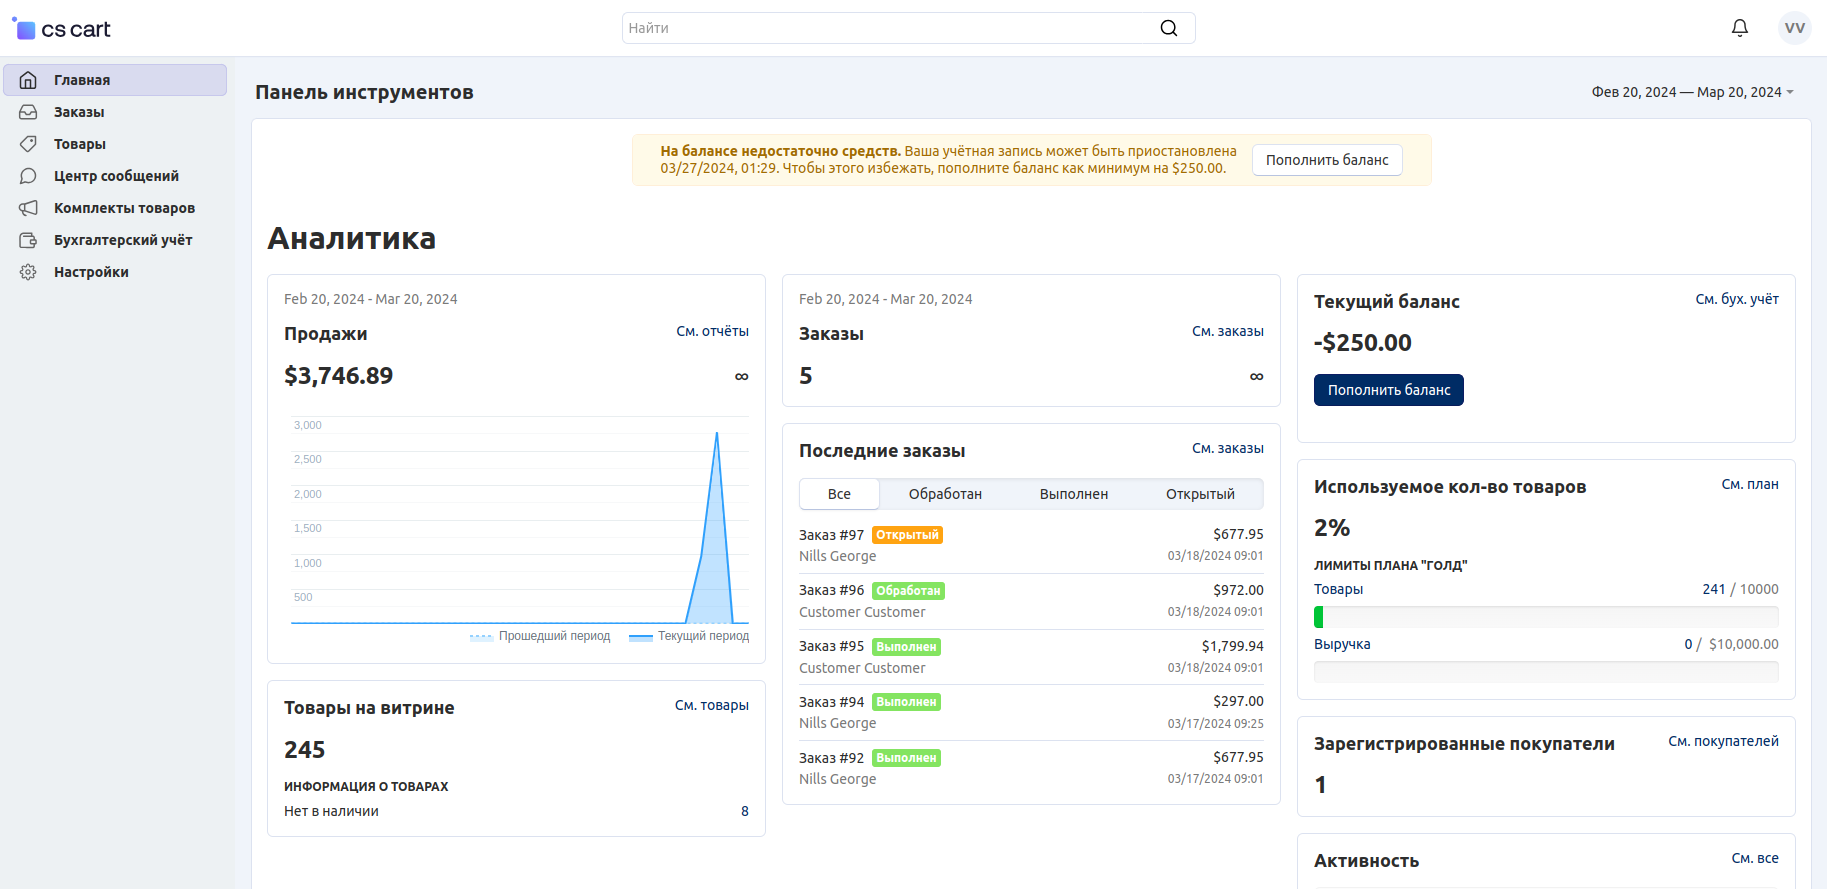 cs cart
Найти
VV
Главная
Заказы
Товары
Центр сообщений
Комплекты товаров
Бухгалтерский учёт
Настройки
Панель инструментов
Фев 20, 2024 — Мар 20, 2024
На балансе недостаточно средств. Ваша учётная запись может быть приостановлена
03/27/2024, 01:29. Чтобы этого избежать, пополните баланс как минимум на $250.00.
Пополнить баланс
Аналитика
Feb 20, 2024 - Mar 20, 2024
Продажи
См. отчёты
$3,746.89
∞
3,000
2,500
2,000
1,500
1,000
500
Прошедший период
Текущий период
Товары на витрине
См. товары
245
ИНФОРМАЦИЯ О ТОВАРАХ
Нет в наличии 8
Feb 20, 2024 - Mar 20, 2024
Заказы
См. заказы
5
∞
Последние заказы
См. заказы
Все Обработан Выполнен Открытый
Заказ #97 Открытый $677.95
Nills George 03/18/2024 09:01
Заказ #96 Обработан $972.00
Customer Customer 03/18/2024 09:01
Заказ #95 Выполнен $1,799.94
Customer Customer 03/18/2024 09:01
Заказ #94 Выполнен $297.00
Nills George 03/17/2024 09:25
Заказ #92 Выполнен $677.95
Nills George 03/17/2024 09:01
Текущий баланс
См. бух. учёт
-$250.00
Пополнить баланс
Используемое кол-во товаров
См. план
2%
ЛИМИТЫ ПЛАНА "ГОЛД"
Товары 241 / 10000
Выручка 0 / $10,000.00
Зарегистрированные покупатели
См. покупателей
1
Активность
См. все